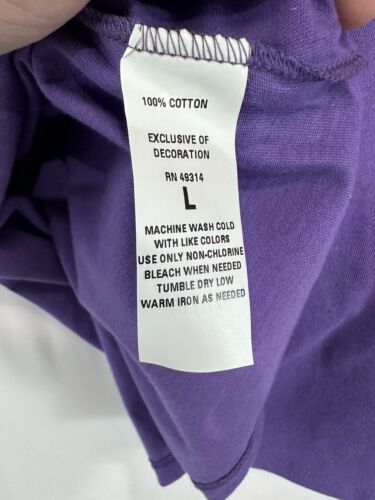 100% COTTON
EXCLUSIVE OF
DECORATION
RN 49314
L
MACHINE WASH COLD
WITH LIKE COLORS
USE ONLY NON-CHLORINE
BLEACH WHEN NEEDED
TUMBLE DRY LOW
WARM IRON AS NEEDED